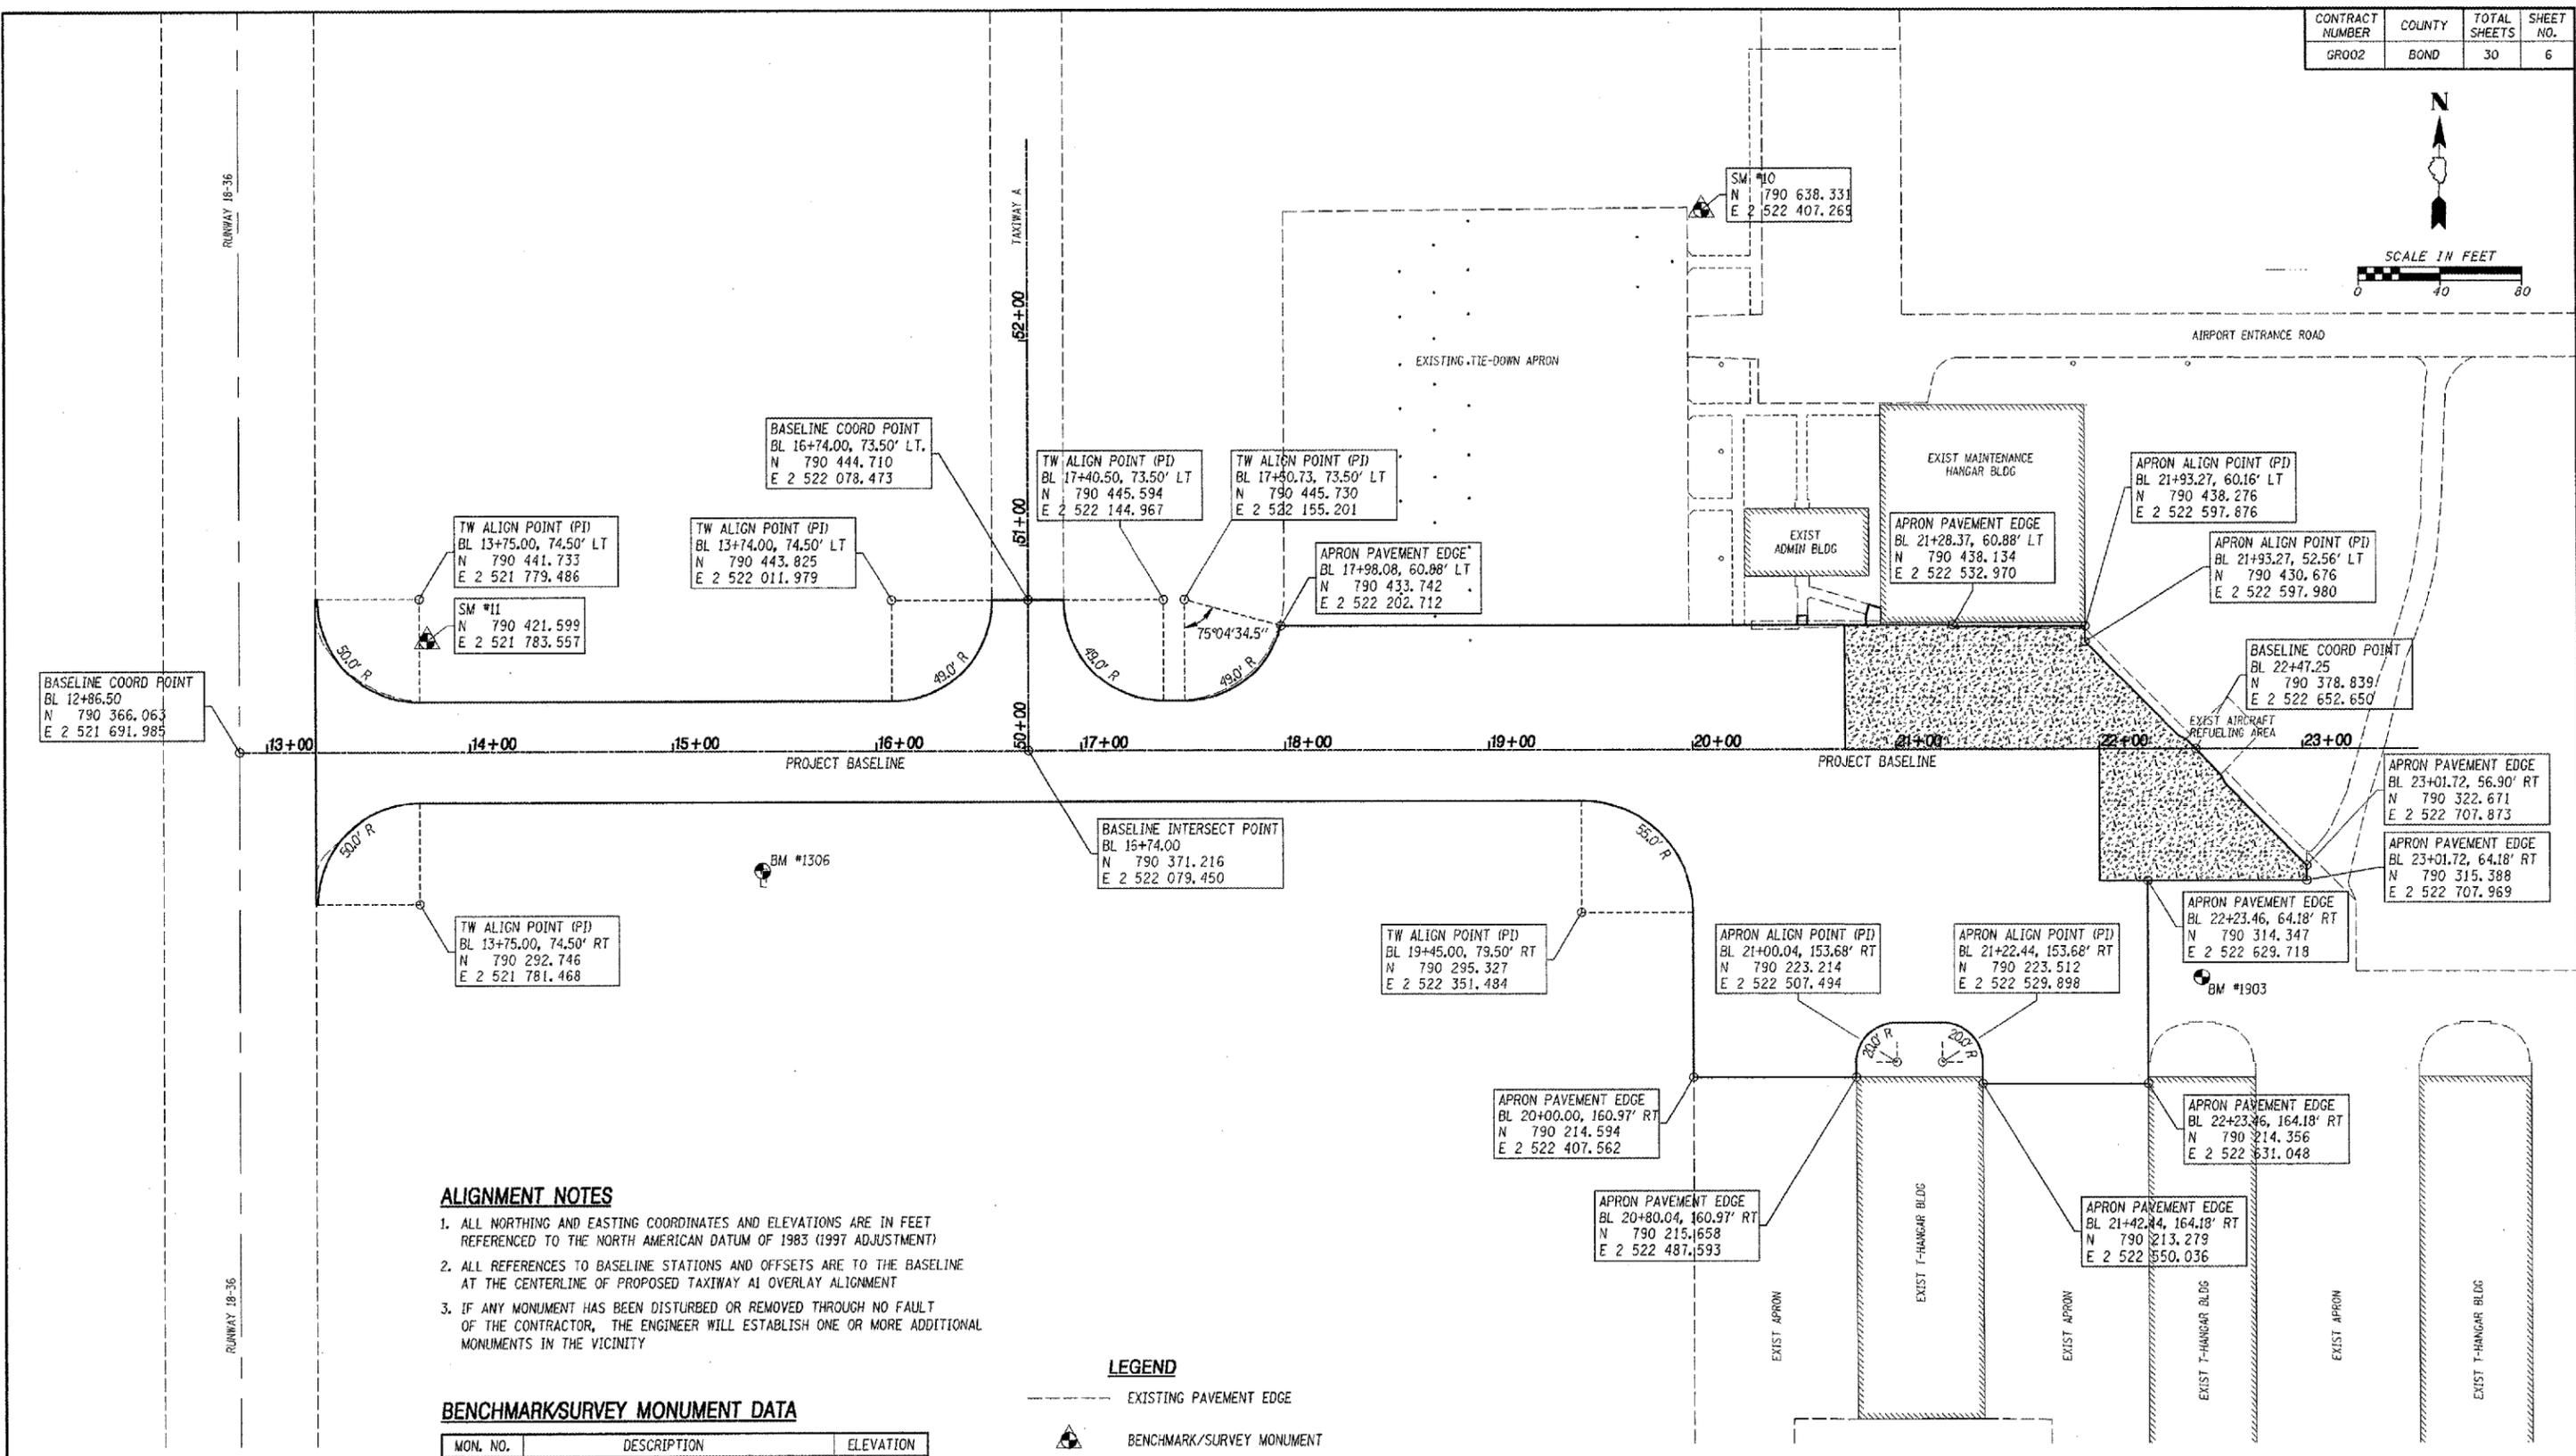 CONTRACT NUMBER COUNTY TOTAL SHEETS SHEET NO.
GR002 BOND 30 6
N
SCALE IN FEET
0 40 80
RUNWAY 18-36
TAXIWAY A
SM #10
N 790 638.331
E 2 522 407.269
AIRPORT ENTRANCE ROAD
EXISTING TIE-DOWN APRON
52+00
51+00
50+00
BASELINE COORD POINT
BL 16+74.00, 73.50' LT.
N 790 444.710
E 2 522 078.473
TW ALIGN POINT (PI)
BL 17+40.50, 73.50' LT
N 790 445.594
E 2 522 144.967
TW ALIGN POINT (PI)
BL 17+50.73, 73.50' LT
N 790 445.730
E 2 522 155.201
EXIST MAINTENANCE
HANGAR BLDG
APRON ALIGN POINT (PI)
BL 21+93.27, 60.16' LT
N 790 438.276
E 2 522 597.876
TW ALIGN POINT (PI)
BL 13+75.00, 74.50' LT
N 790 441.733
E 2 521 779.486
TW ALIGN POINT (PI)
BL 13+74.00, 74.50' LT
N 790 443.825
E 2 522 011.979
APRON PAVEMENT EDGE
BL 17+98.08, 60.88' LT
N 790 433.742
E 2 522 202.712
EXIST
ADMIN BLDG
APRON PAVEMENT EDGE
BL 21+28.37, 60.88' LT
N 790 438.134
E 2 522 532.970
APRON ALIGN POINT (PI)
BL 21+93.27, 52.56' LT
N 790 430.676
E 2 522 597.980
SM #11
N 790 421.599
E 2 521 783.557
75°04'34.5"
50.0' R
49.0' R
49.0' R
49.0' R
BASELINE COORD POINT
BL 12+86.50
N 790 366.063
E 2 521 691.985
BASELINE COORD POINT
BL 22+47.25
N 790 378.839
E 2 522 652.650
EXIST AIRCRAFT
REFUELING AREA
13+00 14+00 15+00 16+00 17+00 18+00 19+00 20+00 21+00 22+00 23+00
PROJECT BASELINE PROJECT BASELINE
APRON PAVEMENT EDGE
BL 23+01.72, 56.90' RT
N 790 322.671
E 2 522 707.873
50.0' R
BM #1306
BASELINE INTERSECT POINT
BL 16+74.00
N 790 371.216
E 2 522 079.450
55.0' R
APRON PAVEMENT EDGE
BL 23+01.72, 64.18' RT
N 790 315.388
E 2 522 707.969
TW ALIGN POINT (PI)
BL 13+75.00, 74.50' RT
N 790 292.746
E 2 521 781.468
TW ALIGN POINT (PI)
BL 19+45.00, 79.50' RT
N 790 295.327
E 2 522 351.484
APRON ALIGN POINT (PI)
BL 21+00.04, 153.68' RT
N 790 223.214
E 2 522 507.494
APRON ALIGN POINT (PI)
BL 21+22.44, 153.68' RT
N 790 223.512
E 2 522 529.898
APRON PAVEMENT EDGE
BL 22+23.46, 64.18' RT
N 790 314.347
E 2 522 629.718
BM #1903
20.0' R
20.0' R
APRON PAVEMENT EDGE
BL 20+00.00, 160.97' RT
N 790 214.594
E 2 522 407.562
APRON PAVEMENT EDGE
BL 22+23.46, 164.18' RT
N 790 214.356
E 2 522 631.048
APRON PAVEMENT EDGE
BL 20+80.04, 160.97' RT
N 790 215.658
E 2 522 487.593
APRON PAVEMENT EDGE
BL 21+42.44, 164.18' RT
N 790 213.279
E 2 522 550.036
RUNWAY 18-36
EXIST APRON
EXIST T-HANGAR BLDG
EXIST APRON
EXIST T-HANGAR BLDG
EXIST APRON
EXIST T-HANGAR BLDG
ALIGNMENT NOTES
1. ALL NORTHING AND EASTING COORDINATES AND ELEVATIONS ARE IN FEET
REFERENCED TO THE NORTH AMERICAN DATUM OF 1983 (1997 ADJUSTMENT)
2. ALL REFERENCES TO BASELINE STATIONS AND OFFSETS ARE TO THE BASELINE
AT THE CENTERLINE OF PROPOSED TAXIWAY A1 OVERLAY ALIGNMENT
3. IF ANY MONUMENT HAS BEEN DISTURBED OR REMOVED THROUGH NO FAULT
OF THE CONTRACTOR, THE ENGINEER WILL ESTABLISH ONE OR MORE ADDITIONAL
MONUMENTS IN THE VICINITY
LEGEND
EXISTING PAVEMENT EDGE
BENCHMARK/SURVEY MONUMENT
BENCHMARK/SURVEY MONUMENT DATA
MON. NO. DESCRIPTION ELEVATION